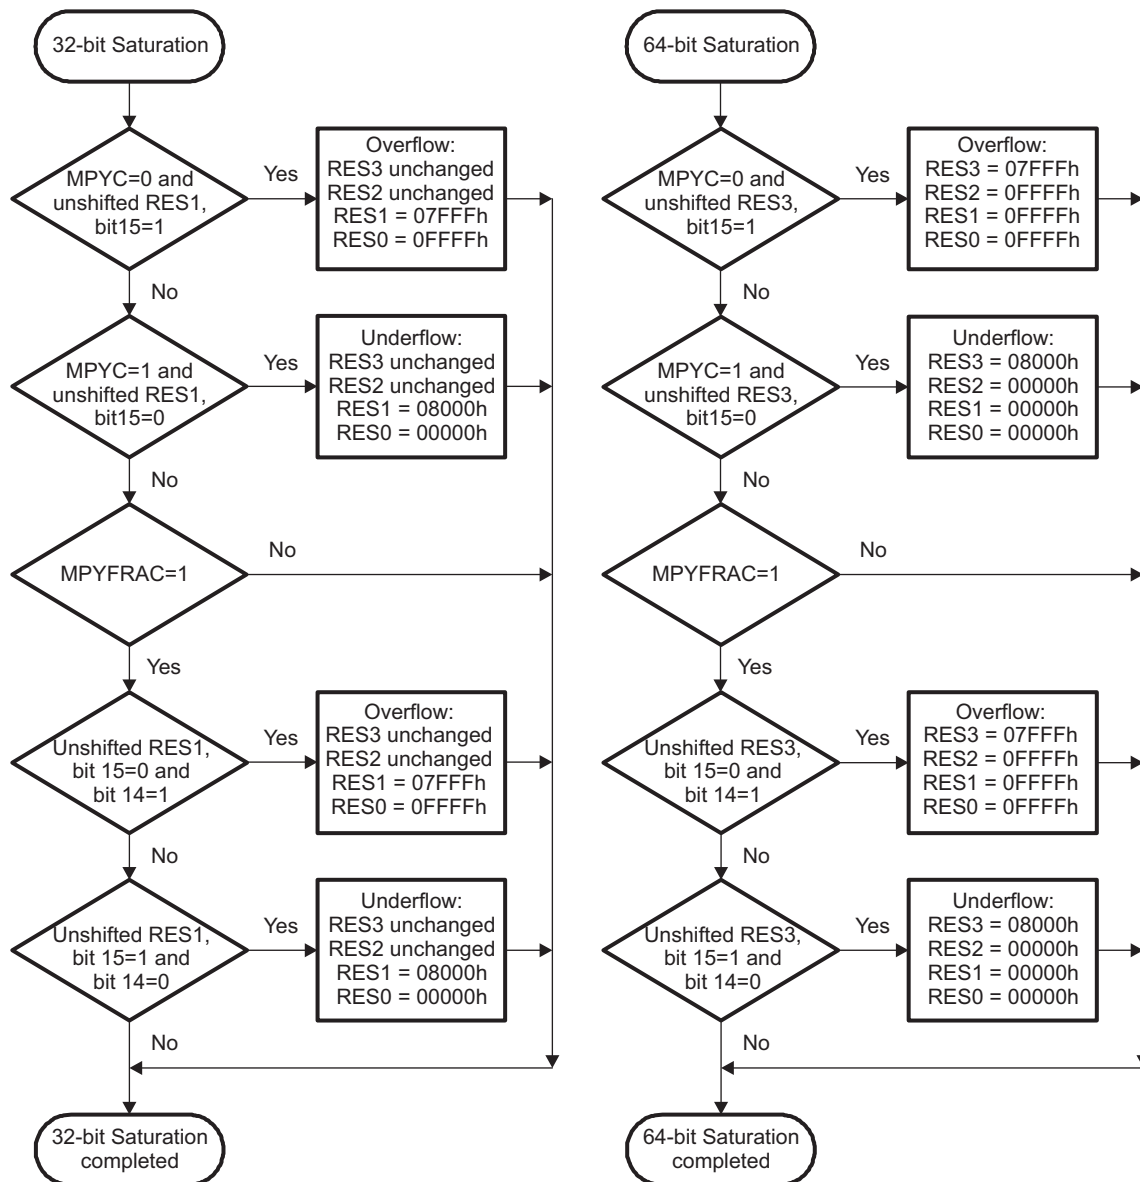 32-bit Saturation
MPYC=0 and
unshifted RES1,
bit15=1
Yes
Overflow:
RES3 unchanged
RES2 unchanged
RES1 = 07FFFh
RES0 = 0FFFFh
No
MPYC=1 and
unshifted RES1,
bit15=0
Yes
Underflow:
RES3 unchanged
RES2 unchanged
RES1 = 08000h
RES0 = 00000h
No
MPYFRAC=1
No
Yes
Unshifted RES1,
bit 15=0 and
bit 14=1
Yes
Overflow:
RES3 unchanged
RES2 unchanged
RES1 = 07FFFh
RES0 = 0FFFFh
No
Unshifted RES1,
bit 15=1 and
bit 14=0
Yes
Underflow:
RES3 unchanged
RES2 unchanged
RES1 = 08000h
RES0 = 00000h
No
32-bit Saturation
completed
64-bit Saturation
MPYC=0 and
unshifted RES3,
bit15=1
Yes
Overflow:
RES3 = 07FFFh
RES2 = 0FFFFh
RES1 = 0FFFFh
RES0 = 0FFFFh
No
MPYC=1 and
unshifted RES3,
bit15=0
Yes
Underflow:
RES3 = 08000h
RES2 = 00000h
RES1 = 00000h
RES0 = 00000h
No
MPYFRAC=1
No
Yes
Unshifted RES3,
bit 15=0 and
bit 14=1
Yes
Overflow:
RES3 = 07FFFh
RES2 = 0FFFFh
RES1 = 0FFFFh
RES0 = 0FFFFh
No
Unshifted RES3,
bit 15=1 and
bit 14=0
Yes
Underflow:
RES3 = 08000h
RES2 = 00000h
RES1 = 00000h
RES0 = 00000h
No
64-bit Saturation
completed